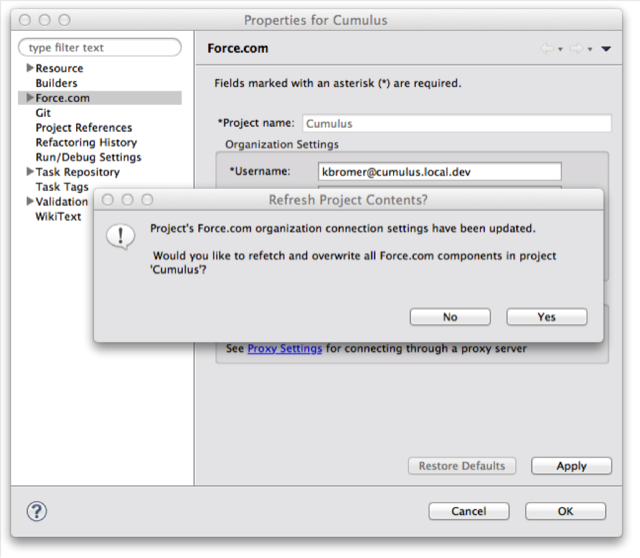 Properties for Cumulus
type filter text
Resource
Builders
Force.com
Git
Project References
Refactoring History
Run/Debug Settings
Task Repository
Task Tags
Validation
WikiText
Force.com
Fields marked with an asterisk (*) are required.
*Project name: Cumulus
Organization Settings
*Username: kbromer@cumulus.local.dev
Refresh Project Contents?
Project's Force.com organization connection settings have been updated.
Would you like to refetch and overwrite all Force.com components in project
'Cumulus'?
No Yes
See Proxy Settings for connecting through a proxy server
Restore Defaults Apply
? Cancel OK